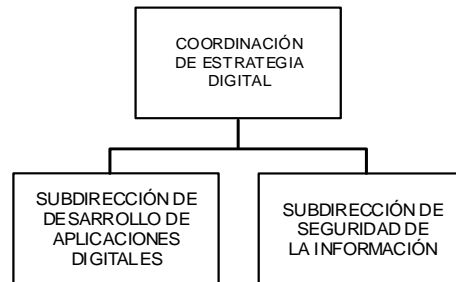 COORDINACIÓN
DE ESTRATEGIA
DIGITAL
SUBDIRECCIÓN DE
DESARROLLO DE
APLICACIONES
DIGITALES
SUBDIRECCIÓN DE
SEGURIDAD DE
LA INFORMACIÓN